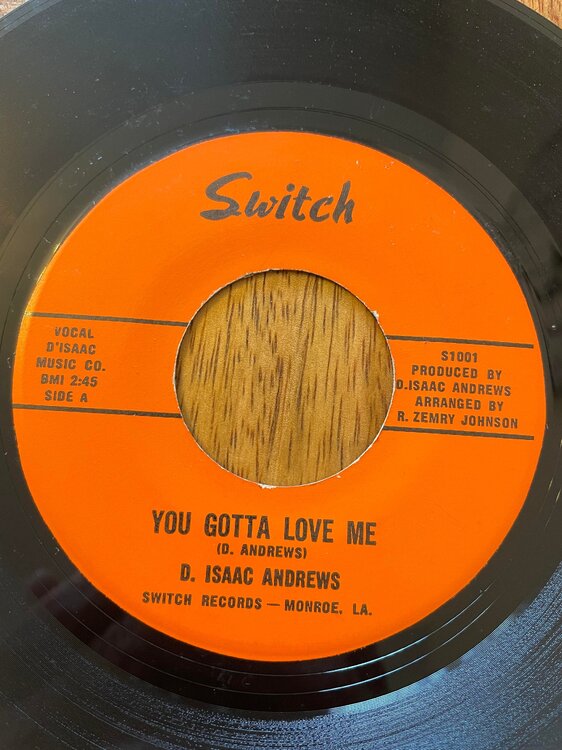 Switch
VOCAL
D'ISAAC
MUSIC CO.
BMI 2:45
SIDE A
S1001
PRODUCED BY
D.ISAAC ANDREWS
ARRANGED BY
R. ZEMRY JOHNSON
YOU GOTTA LOVE ME
(D. ANDREWS)
D. ISAAC ANDREWS
SWITCH RECORDS — MONROE, LA.